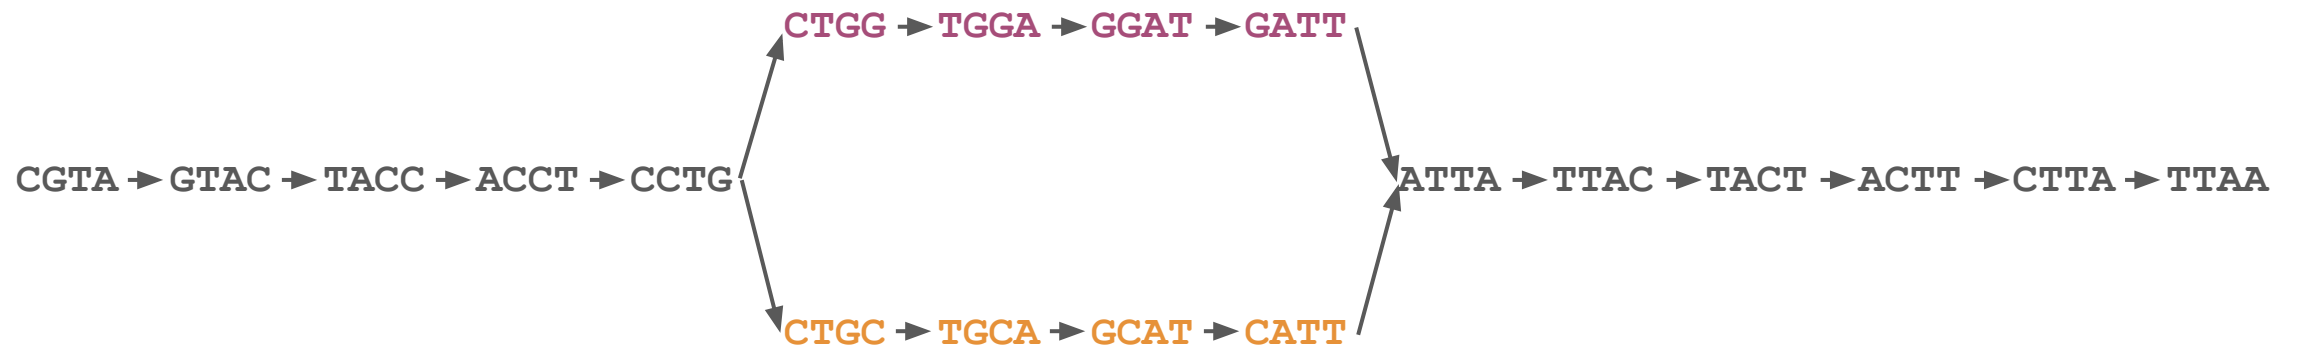 CTGG TGGA GGAT GATT
CGTA GTAC TACC ACCT CCTG ATTA TTAC TACT ACTT CTTA TTAA
CTGC TGCA GCAT CATT